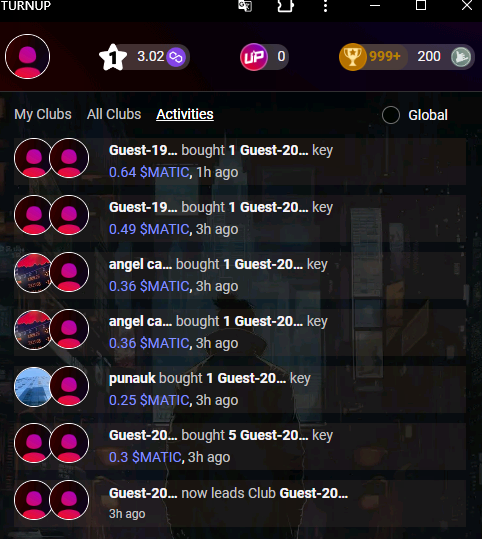 TURNUP
1 3.02 UP 0 999+ 200
My Clubs All Clubs Activities Global
Guest-19... bought 1 Guest-20... key
0.64 $MATIC, 1h ago
Guest-19... bought 1 Guest-20... key
0.49 $MATIC, 3h ago
angel ca... bought 1 Guest-20... key
0.36 $MATIC, 3h ago
angel ca... bought 1 Guest-20... key
0.36 $MATIC, 3h ago
punauk bought 1 Guest-20... key
0.25 $MATIC, 3h ago
Guest-20... bought 5 Guest-20... key
0.3 $MATIC, 3h ago
Guest-20... now leads Club Guest-20...
3h ago